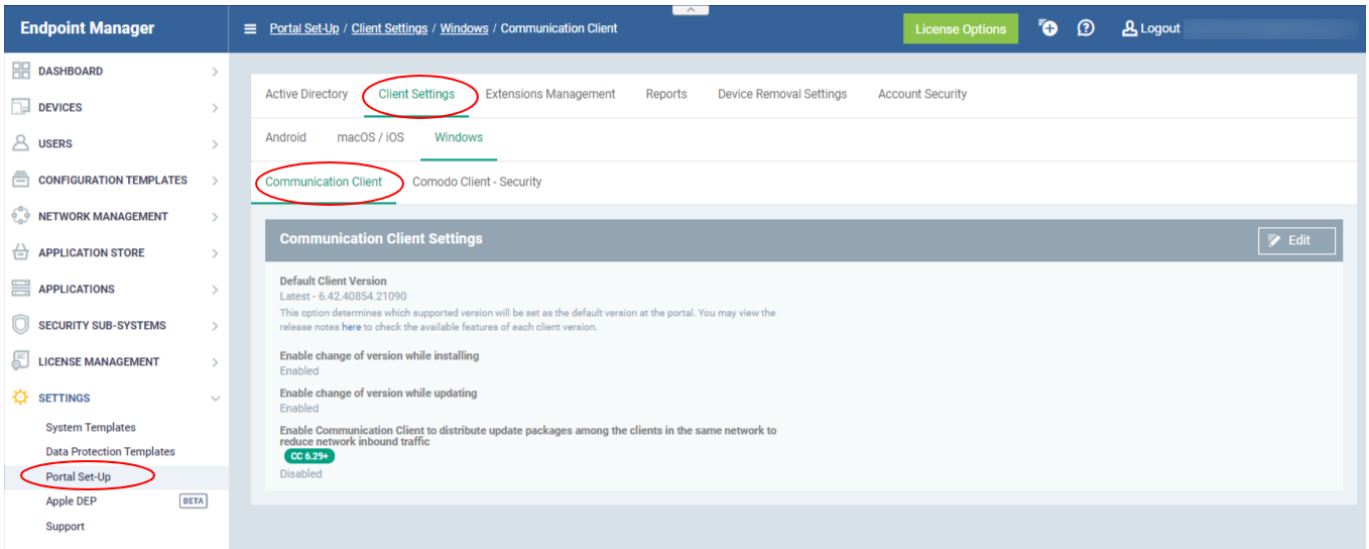 Endpoint Manager
Portal Set-Up / Client Settings / Windows / Communication Client
License Options
Logout
DASHBOARD
DEVICES
USERS
CONFIGURATION TEMPLATES
NETWORK MANAGEMENT
APPLICATION STORE
APPLICATIONS
SECURITY SUB-SYSTEMS
LICENSE MANAGEMENT
SETTINGS
System Templates
Data Protection Templates
Portal Set-Up
Apple DEP BETA
Support
Active Directory Client Settings Extensions Management Reports Device Removal Settings Account Security
Android macOS / iOS Windows
Communication Client Comodo Client - Security
Communication Client Settings Edit
Default Client Version
Latest - 6.42.40854.21090
This option determines which supported version will be set as the default version at the portal. You may view the
release notes here to check the available features of each client version.
Enable change of version while installing
Enabled
Enable change of version while updating
Enabled
Enable Communication Client to distribute update packages among the clients in the same network to
reduce network inbound traffic
CC 6.29+
Disabled